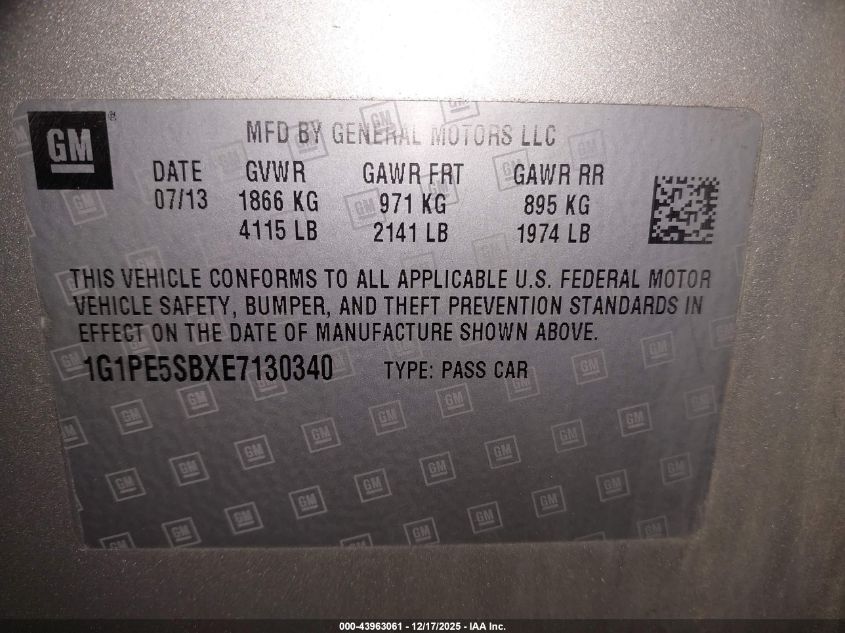 GM
MFD BY GENERAL MOTORS LLC
DATE GVWR GAWR FRT GAWR RR
07/13 1866 KG 971 KG 895 KG
4115 LB 2141 LB 1974 LB
THIS VEHICLE CONFORMS TO ALL APPLICABLE U.S. FEDERAL MOTOR
VEHICLE SAFETY, BUMPER, AND THEFT PREVENTION STANDARDS IN
EFFECT ON THE DATE OF MANUFACTURE SHOWN ABOVE.
1G1PE5SBXE7130340 TYPE: PASS CAR
000-43963061 - 12/17/2025 - IAA Inc.